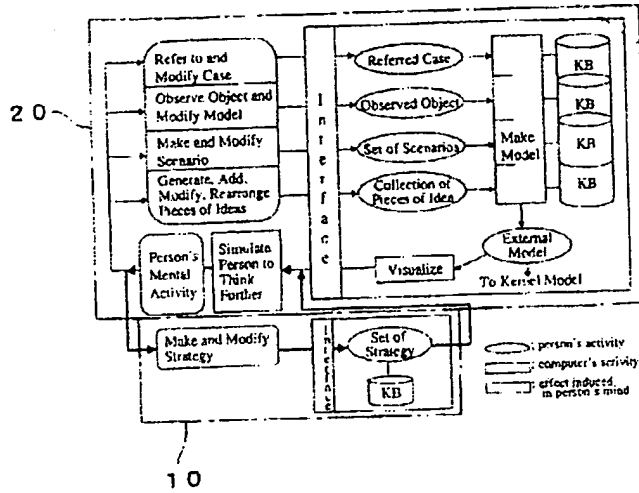 20
Refer to and
Modify Case
Observe Object and
Modify Model
Make and Modify
Scenario
Generate, Add,
Modify, Rearrange
Pieces of Ideas
Interface
Referred Case
Observed Object
Set of Scenarios
Collection of
Pieces of Idea
Make
Model
KB
KB
KB
KB
External
Model
To Kernel Model
Visualize
Person's
Mental
Activity
Simulate
Person to
Think
Further
Make and Modify
Strategy
Interface
Set of
Strategy
KB
: person's activity
: computer's activity
: effect induced
in person's mind
10